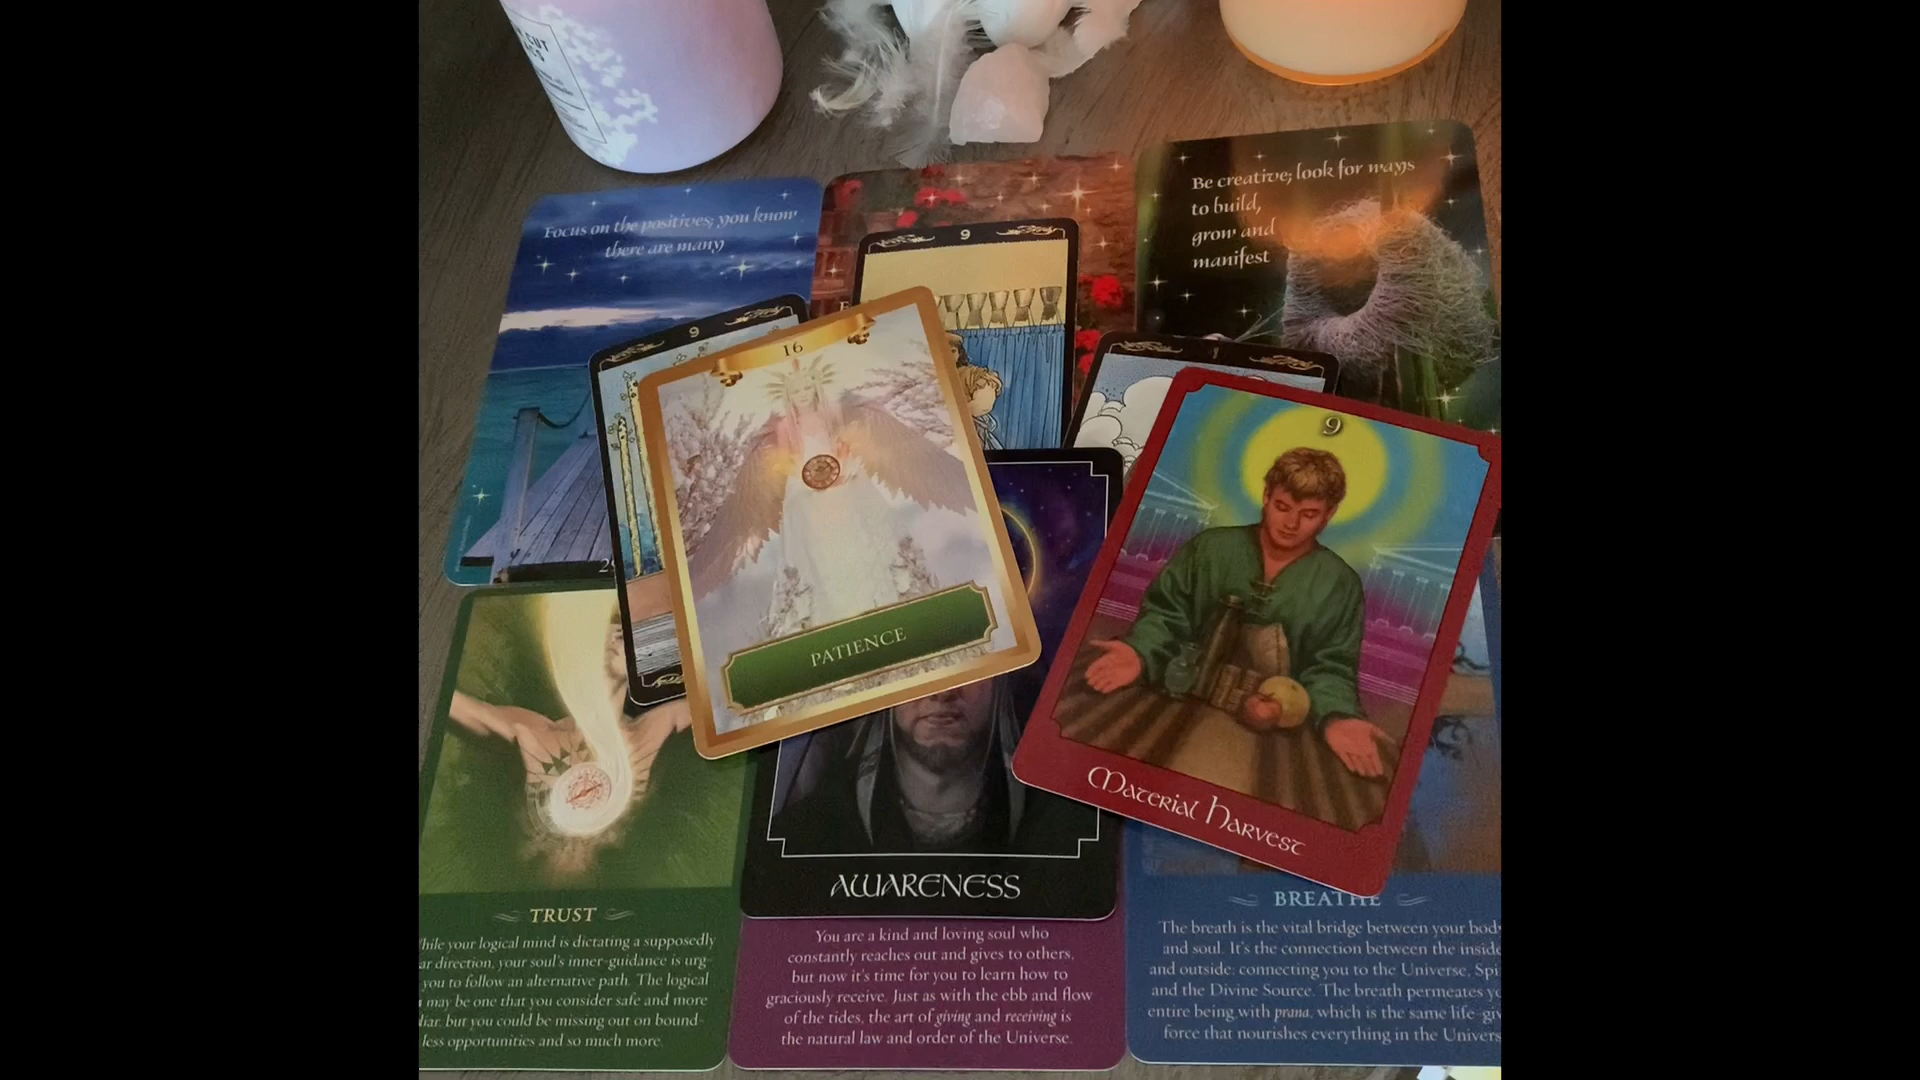 CUT
Focus on the positives; you know
there are many
Be creative; look for ways
to build,
grow and
manifest
9
9
16
PATIENCE
1
9
Material Harvest
29
TRUST
hile your logical mind is dictating a supposedly
ar direction, your soul's inner-guidance is urg-
you to follow an alternative path. The logical
may be one that you consider safe and more
liar, but you could be missing out on bound-
less opportunities and so much more.
AWARENESS
You are a kind and loving soul who
constantly reaches out and gives to others,
but now it's time for you to learn how to
graciously receive. Just as with the ebb and flow
of the tides, the art of giving and receiving is
the natural law and order of the Universe.
BREATHE
The breath is the vital bridge between your body
and soul. It's the connection between the inside
and outside: connecting you to the Universe, Spi
and the Divine Source. The breath permeates yo
entire being with prana, which is the same life-giv
force that nourishes everything in the Univers